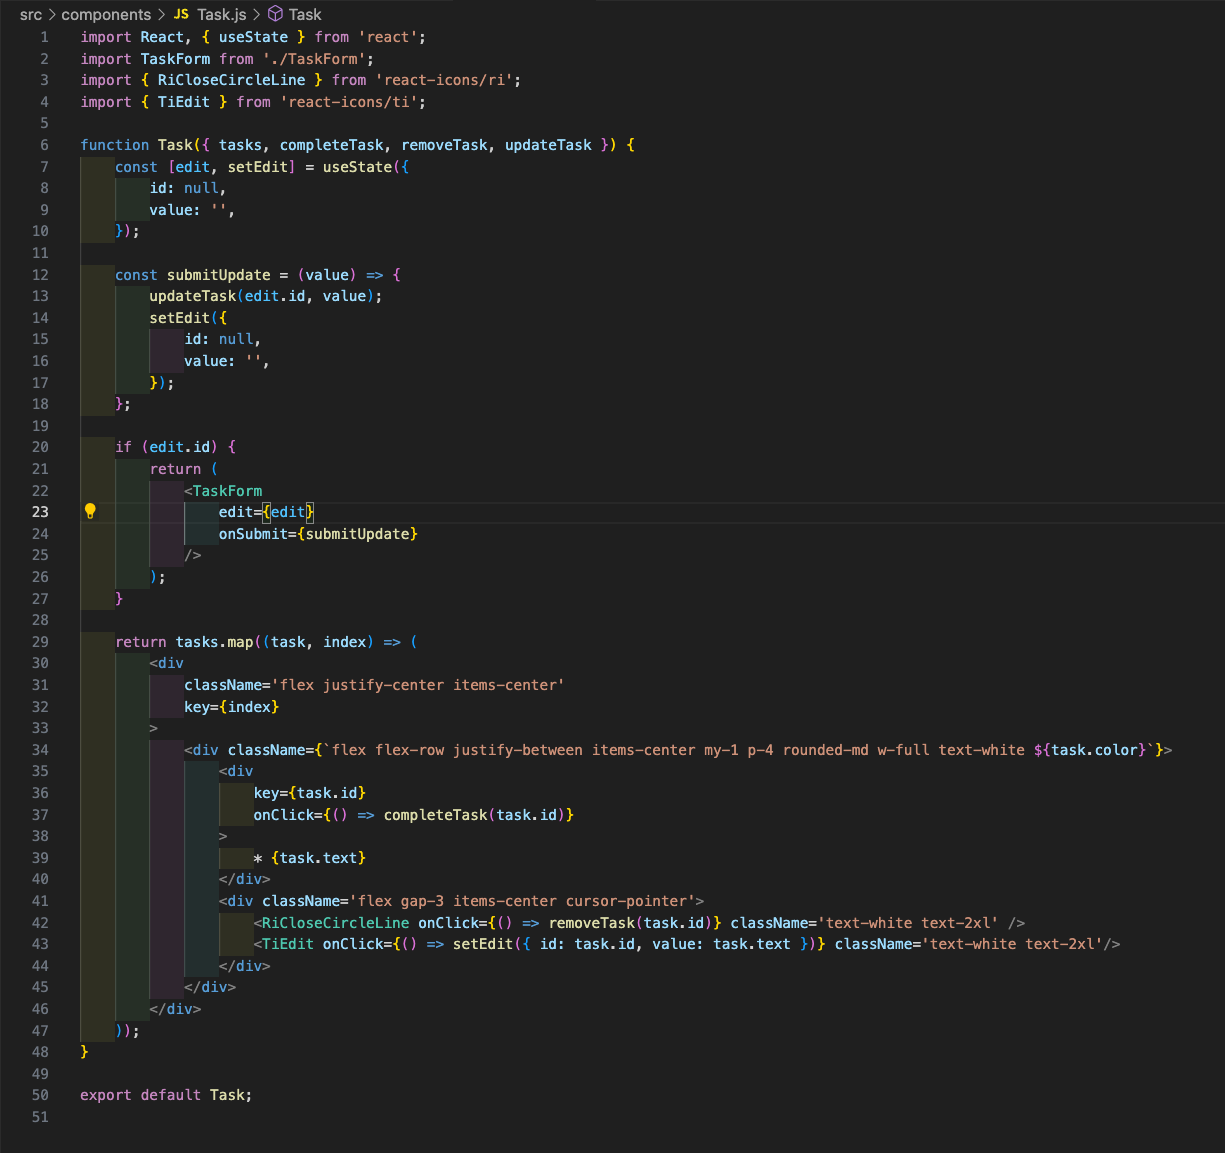 src > components > JS Task.js > Task
1 import React, { useState } from 'react';
2 import TaskForm from './TaskForm';
3 import { RiCloseCircleLine } from 'react-icons/ri';
4 import { TiEdit } from 'react-icons/ti';
5
6 function Task({ tasks, completeTask, removeTask, updateTask }) {
7     const [edit, setEdit] = useState({
8         id: null,
9         value: '',
10     });
11
12     const submitUpdate = (value) => {
13         updateTask(edit.id, value);
14         setEdit({
15             id: null,
16             value: '',
17         });
18     };
19
20     if (edit.id) {
21         return (
22             <TaskForm
23                 edit={edit}
24                 onSubmit={submitUpdate}
25             />
26         );
27     }
28
29     return tasks.map((task, index) => (
30         <div
31             className='flex justify-center items-center'
32             key={index}
33         >
34             <div className={`flex flex-row justify-between items-center my-1 p-4 rounded-md w-full text-white ${task.color}`}>
35                 <div
36                     key={task.id}
37                     onClick={() => completeTask(task.id)}
38                 >
39                     * {task.text}
40                 </div>
41                 <div className='flex gap-3 items-center cursor-pointer'>
42                     <RiCloseCircleLine onClick={() => removeTask(task.id)} className='text-white text-2xl' />
43                     <TiEdit onClick={() => setEdit({ id: task.id, value: task.text })} className='text-white text-2xl'/>
44                 </div>
45             </div>
46         </div>
47     ));
48 }
49
50 export default Task;
51